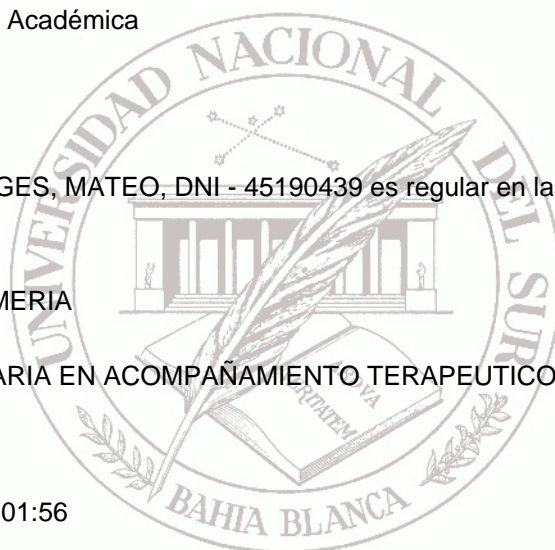 Académica
UNIVERSIDAD NACIONAL DEL SUR
GES, MATEO, DNI - 45190439 es regular en la
MERIA
ARIA EN ACOMPAÑAMIENTO TERAPEUTICO
VERITATEM
01:56
BAHIA BLANCA